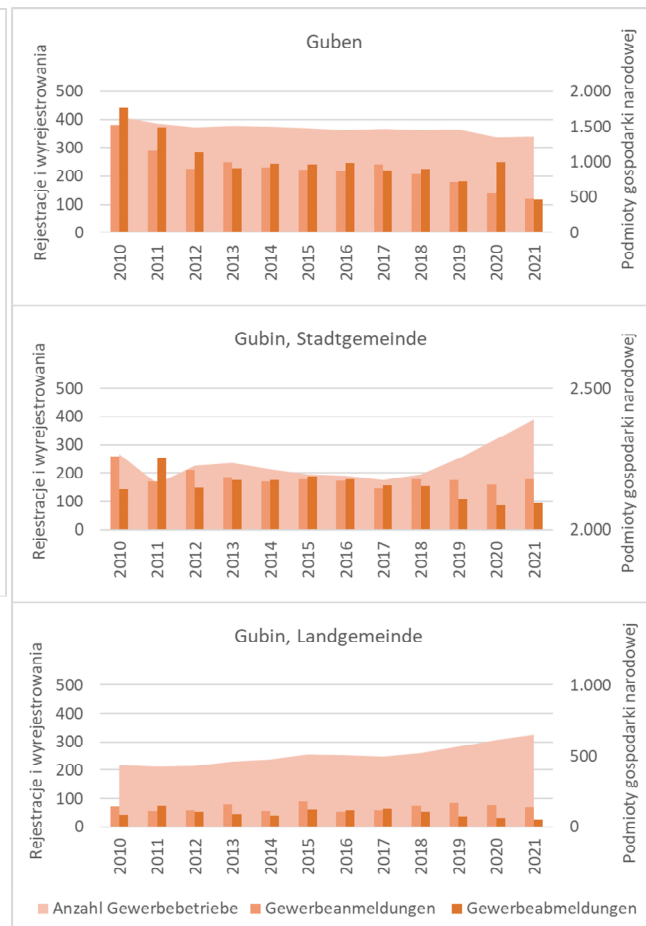 Guben
Rejestracje i wyrejestrowania
500
400
300
200
100
0
2.000
1.500
1.000
500
0
Podmioty gospodarki narodowej
2010 2011 2012 2013 2014 2015 2016 2017 2018 2019 2020 2021
Gubin, Stadtgemeinde
Rejestracje i wyrejestrowania
500
400
300
200
100
0
2.500
2.000
Podmioty gospodarki narodowej
2010 2011 2012 2013 2014 2015 2016 2017 2018 2019 2020 2021
Gubin, Landgemeinde
Rejestracje i wyrejestrowania
500
400
300
200
100
0
1.000
500
0
Podmioty gospodarki narodowej
2010 2011 2012 2013 2014 2015 2016 2017 2018 2019 2020 2021
Anzahl Gewerbebetriebe Gewerbeanmeldungen Gewerbeabmeldungen